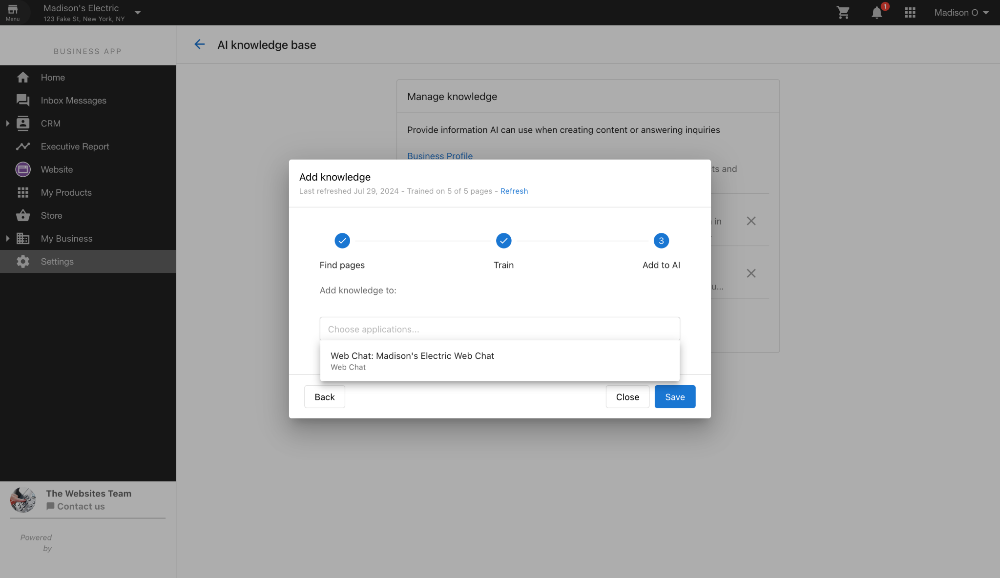 Menu
Madison's Electric
123 Fake St, New York, NY
1
Madison O
BUSINESS APP
Home
Inbox Messages
CRM
Executive Report
Website
My Products
Store
My Business
Settings
The Websites Team
Contact us
Powered
by
AI knowledge base
Manage knowledge
Provide information AI can use when creating content or answering inquiries
Business Profile
and
in
Add knowledge
Last refreshed Jul 29, 2024 - Trained on 5 of 5 pages - Refresh
3
Find pages
Train
Add to AI
Add knowledge to:
Choose applications...
Web Chat: Madison's Electric Web Chat
Web Chat
Back
Close
Save